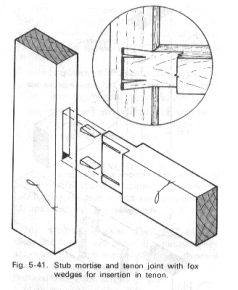 Fig. 5-41. Stub mortise and tenon joint with fox
wedges for insertion in tenon.